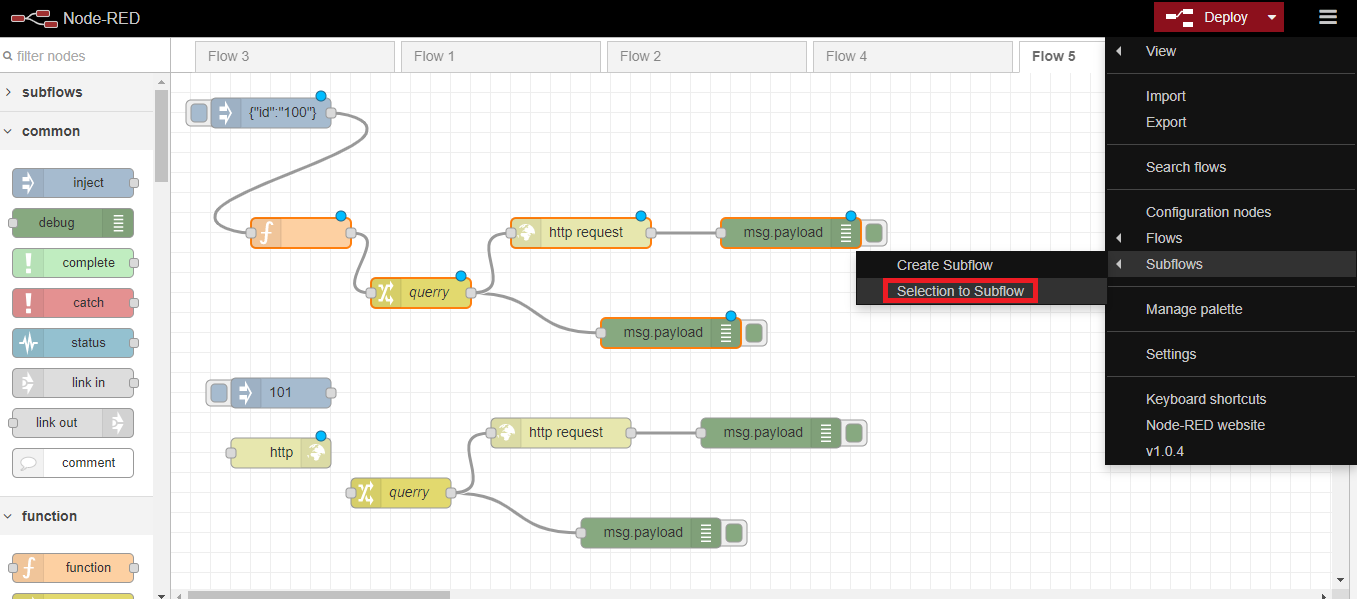 Node-RED
Deploy
filter nodes
Flow 3
Flow 1
Flow 2
Flow 4
Flow 5
subflows
common
inject
debug
complete
catch
status
link in
link out
comment
function
function
{"id":"100"}
http request
msg.payload
querry
msg.payload
101
http request
msg.payload
http
querry
msg.payload
View
Import
Export
Search flows
Configuration nodes
Flows
Subflows
Create Subflow
Selection to Subflow
Manage palette
Settings
Keyboard shortcuts
Node-RED website
v1.0.4